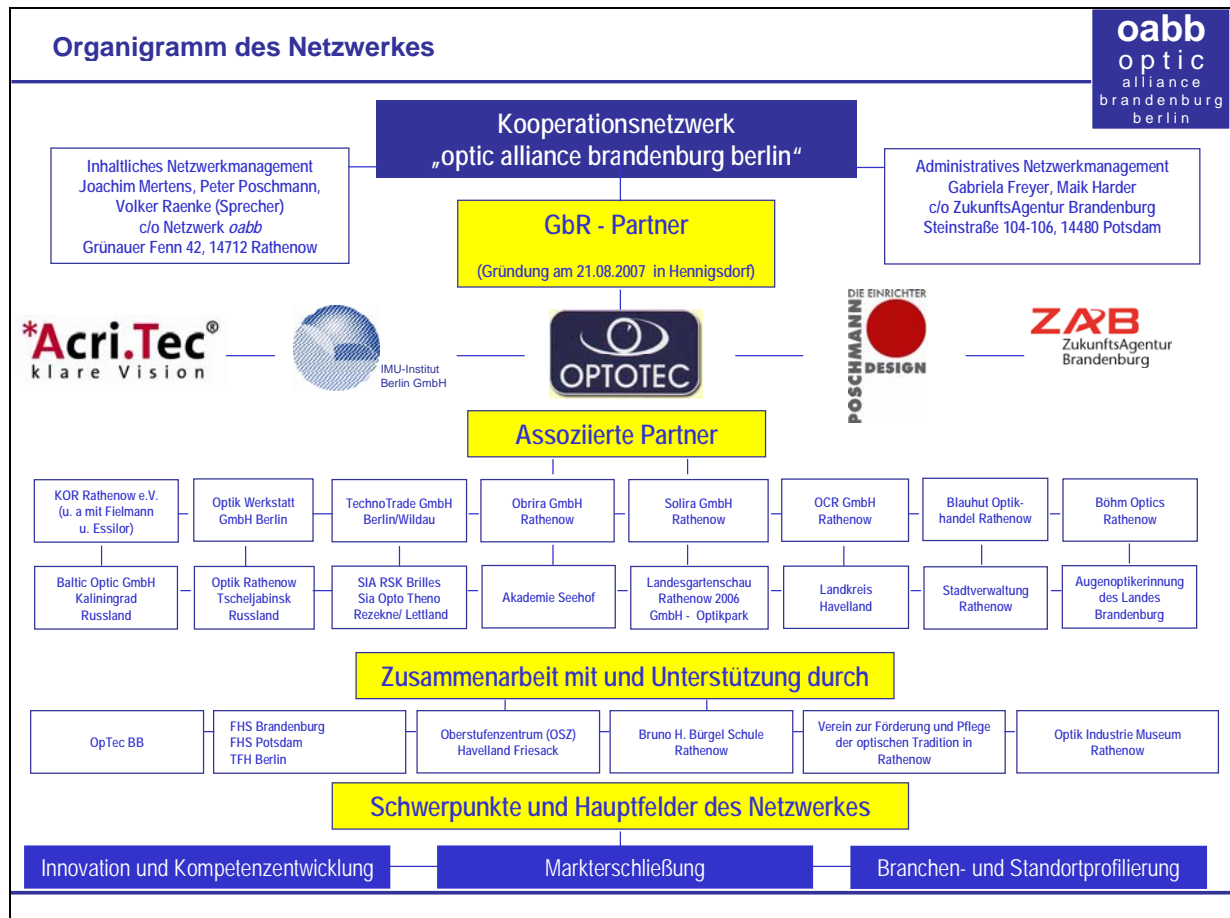 Organigramm des Netzwerkes
oabb
optic
alliance
brandenburg
berlin
Kooperationsnetzwerk
„optic alliance brandenburg berlin“
Inhaltliches Netzwerkmanagement
Joachim Mertens, Peter Poschmann,
Volker Raenke (Sprecher)
c/o Netzwerk oabb
Grünauer Fenn 42, 14712 Rathenow
Administratives Netzwerkmanagement
Gabriela Freyer, Maik Harder
c/o ZukunftsAgentur Brandenburg
Steinstraße 104-106, 14480 Potsdam
GbR - Partner
(Gründung am 21.08.2007 in Hennigsdorf)
*Acri.Tec®
klare Vision
IMU-Institut
Berlin GmbH
OPTOTEC
DIE EINRICHTER
POSCHMANN
DESIGN
ZAB
ZukunftsAgentur
Brandenburg
Assoziierte Partner
KOR Rathenow e.V.
(u. a mit Fielmann
u. Essilor)
Optik Werkstatt
GmbH Berlin
TechnoTrade GmbH
Berlin/Wildau
Obrira GmbH
Rathenow
Solira GmbH
Rathenow
OCR GmbH
Rathenow
Blauhut Optik-
handel Rathenow
Böhm Optics
Rathenow
Baltic Optic GmbH
Kaliningrad
Russland
Optik Rathenow
Tscheljabinsk
Russland
SIA RSK Brilles
Sia Opto Theno
Rezekne/ Lettland
Akademie Seehof
Landesgartenschau
Rathenow 2006
GmbH - Optikpark
Landkreis
Havelland
Stadtverwaltung
Rathenow
Augenoptikerinnung
des Landes
Brandenburg
Zusammenarbeit mit und Unterstützung durch
OpTec BB
FHS Brandenburg
FHS Potsdam
TFH Berlin
Oberstufenzentrum (OSZ)
Havelland Friesack
Bruno H. Bürgel Schule
Rathenow
Verein zur Förderung und Pflege
der optischen Tradition in
Rathenow
Optik Industrie Museum
Rathenow
Schwerpunkte und Hauptfelder des Netzwerkes
Innovation und Kompetenzentwicklung
Markterschließung
Branchen- und Standortprofilierung